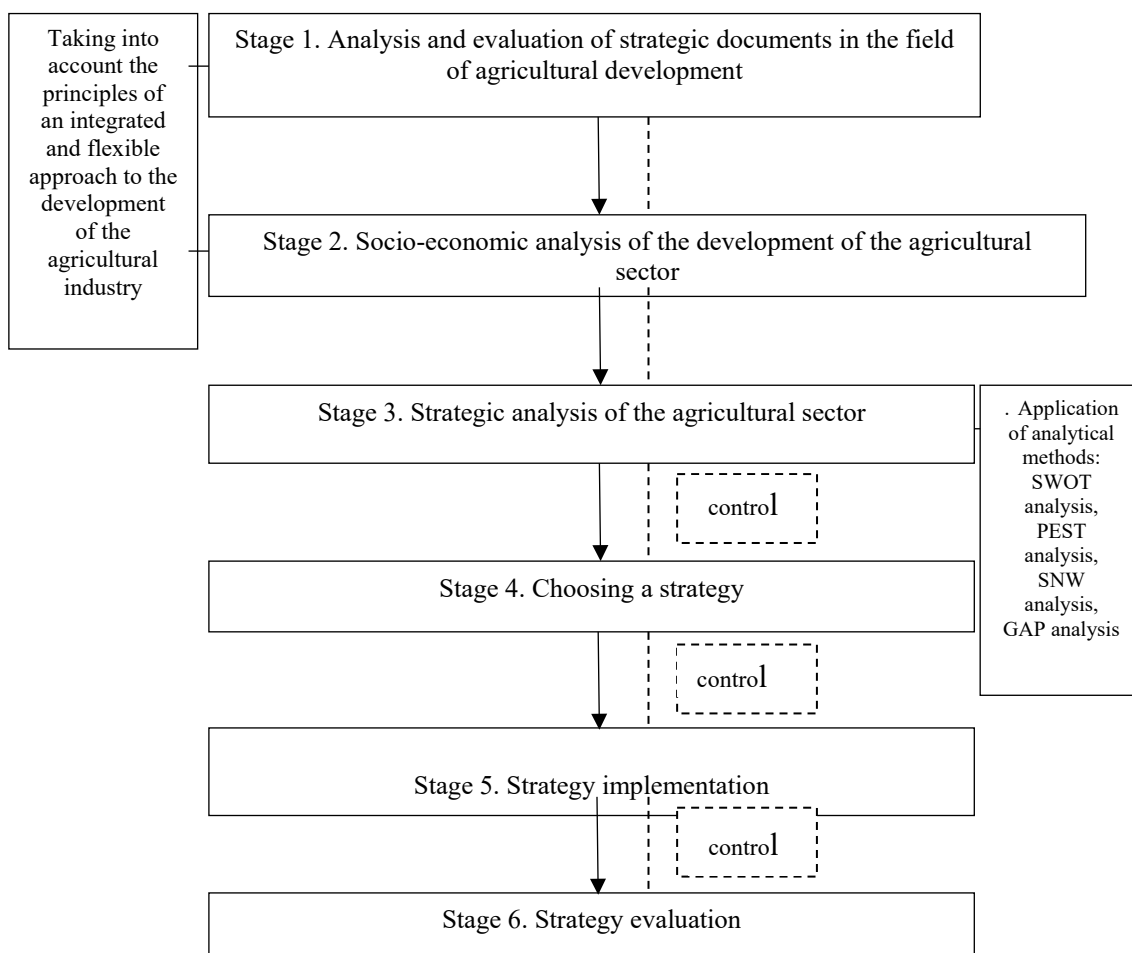 Taking into
account the
principles of
an integrated
and flexible
approach to the
development
of the
agricultural
industry
Stage 1. Analysis and evaluation of strategic documents in the field
of agricultural development
Stage 2. Socio-economic analysis of the development of the agricultural
sector
Stage 3. Strategic analysis of the agricultural sector
. Application
of analytical
methods:
SWOT
analysis,
PEST
analysis,
SNW
analysis,
GAP analysis
control
Stage 4. Choosing a strategy
control
Stage 5. Strategy implementation
control
Stage 6. Strategy evaluation